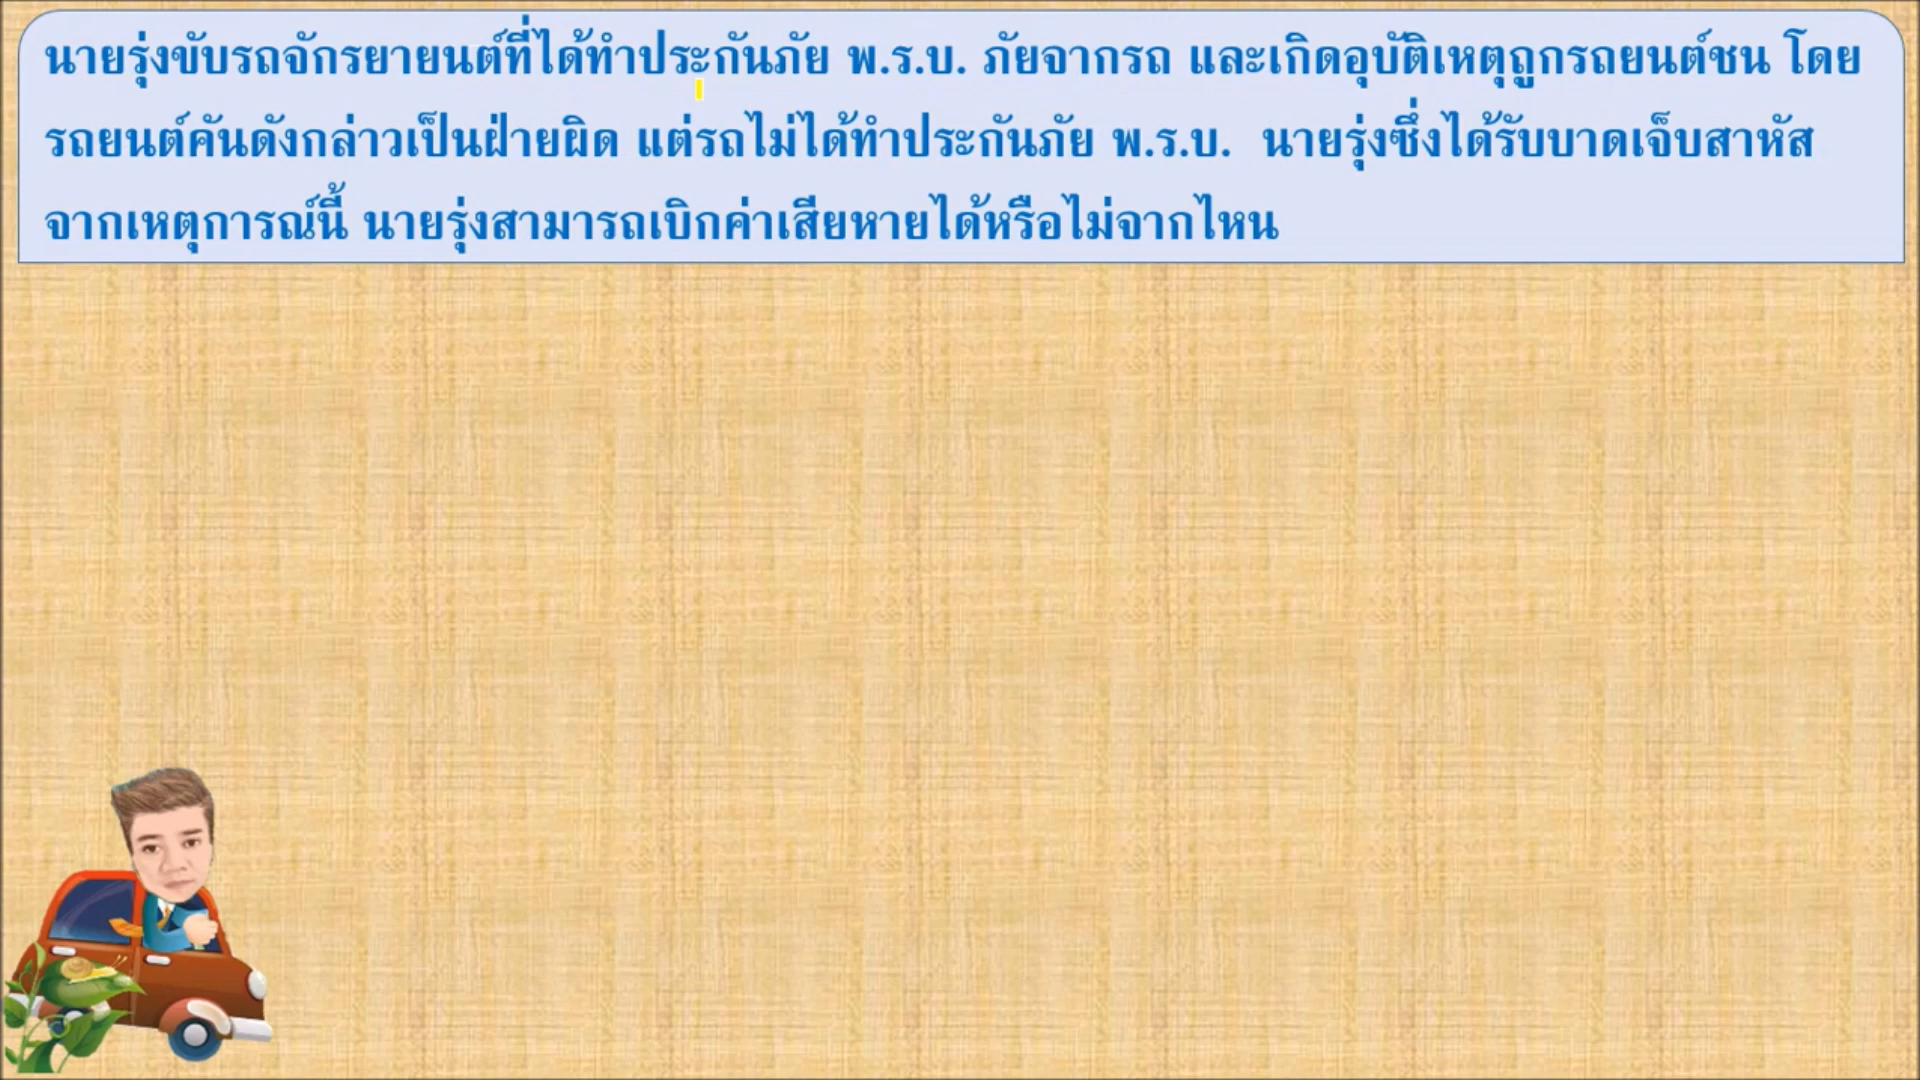 นายรุ่งขับรถจักรยายนต์ที่ได้ทำประกันภัย พ.ร.บ. ภัยจากรถ และเกิดอุบัติเหตุถูกรถยนต์ชน โดย
รถยนต์คันดังกล่าวเป็นฝ่ายผิด แต่รถไม่ได้ทำประกันภัย พ.ร.บ. นายรุ่งซึ่งได้รับบาดเจ็บสาหัส
จากเหตุการณ์นี้ นายรุ่งสามารถเบิกค่าเสียหายได้หรือไม่จากไหน